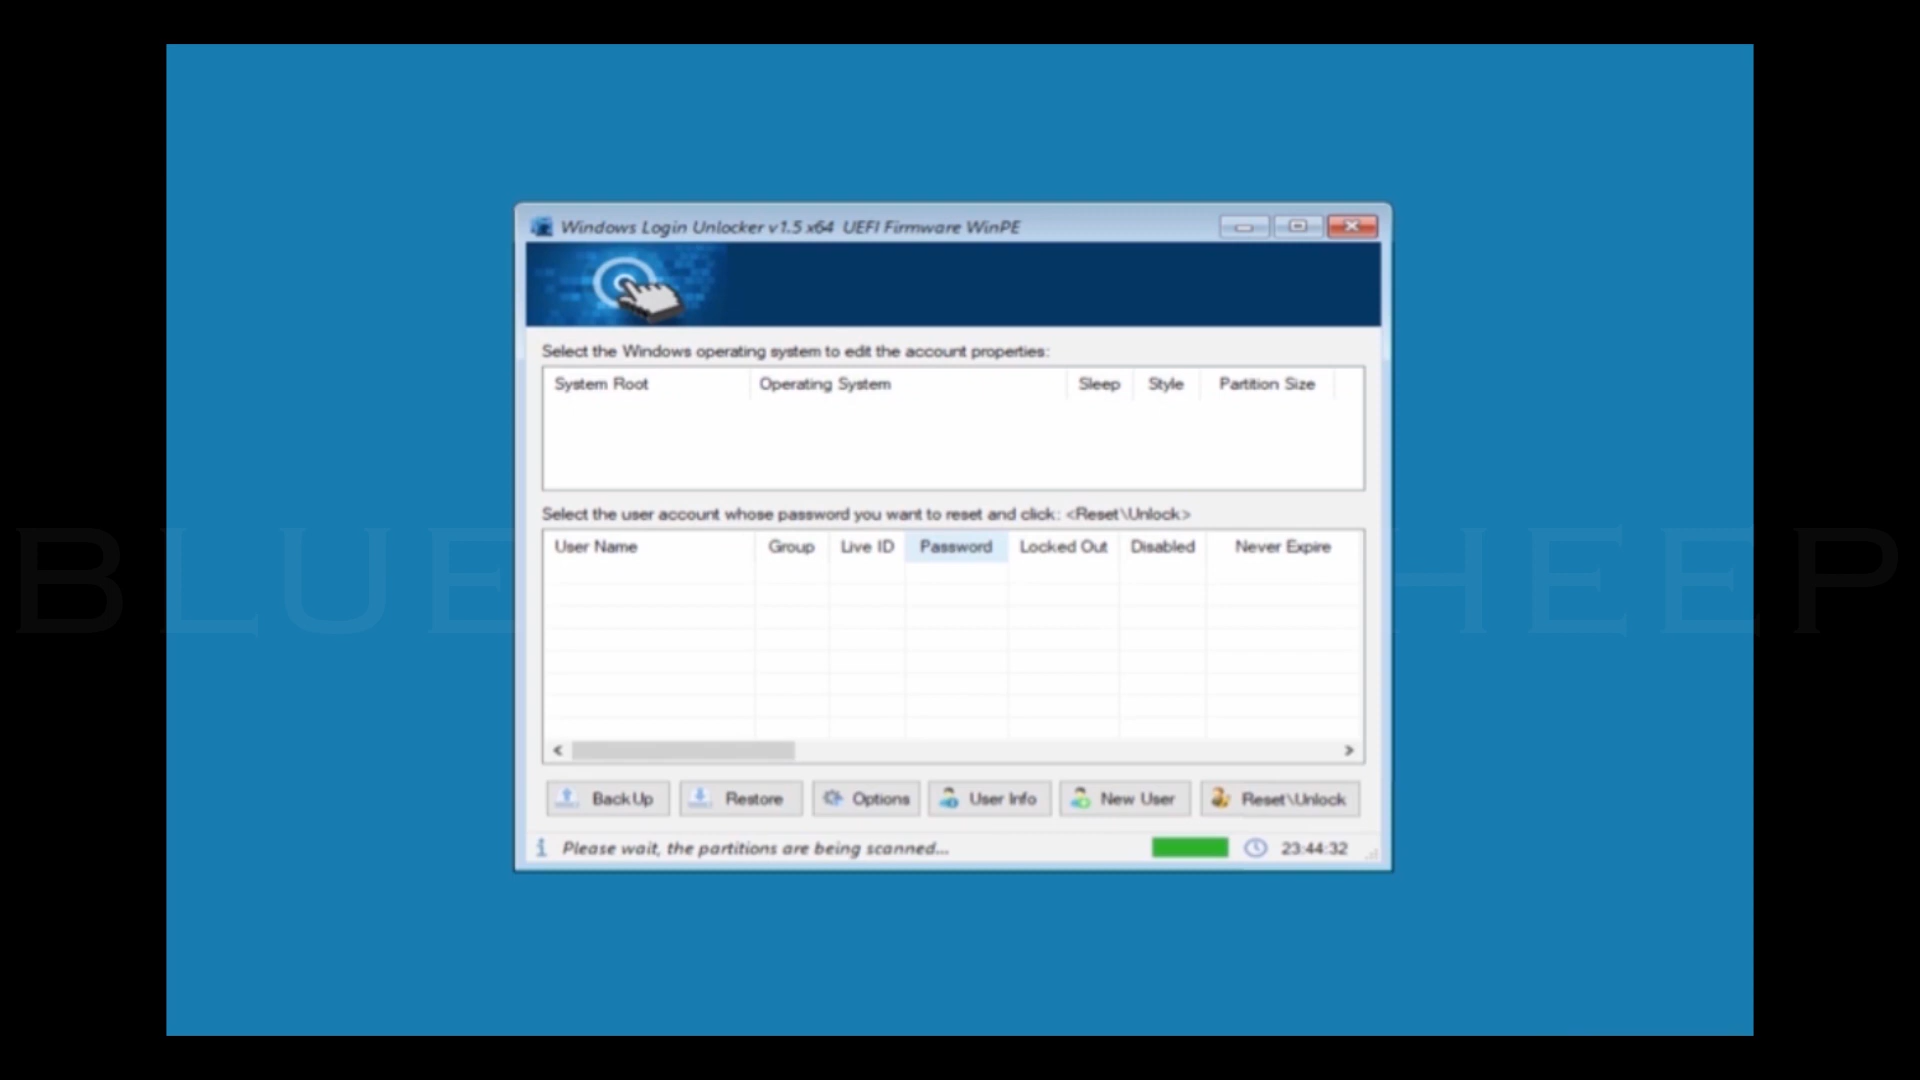 Windows Login Unlocker v1.5 x64 UEFI Firmware WinPE
Select the Windows operating system to edit the account properties:
System Root Operating System Sleep Style Partition Size
Select the user account whose password you want to reset and click: <Reset\Unlock>
User Name Group Live ID Password Locked Out Disabled Never Expire
BLUE HEEP
BackUp Restore Options User Info New User Reset\Unlock
Please wait, the partitions are being scanned... 23:44:32